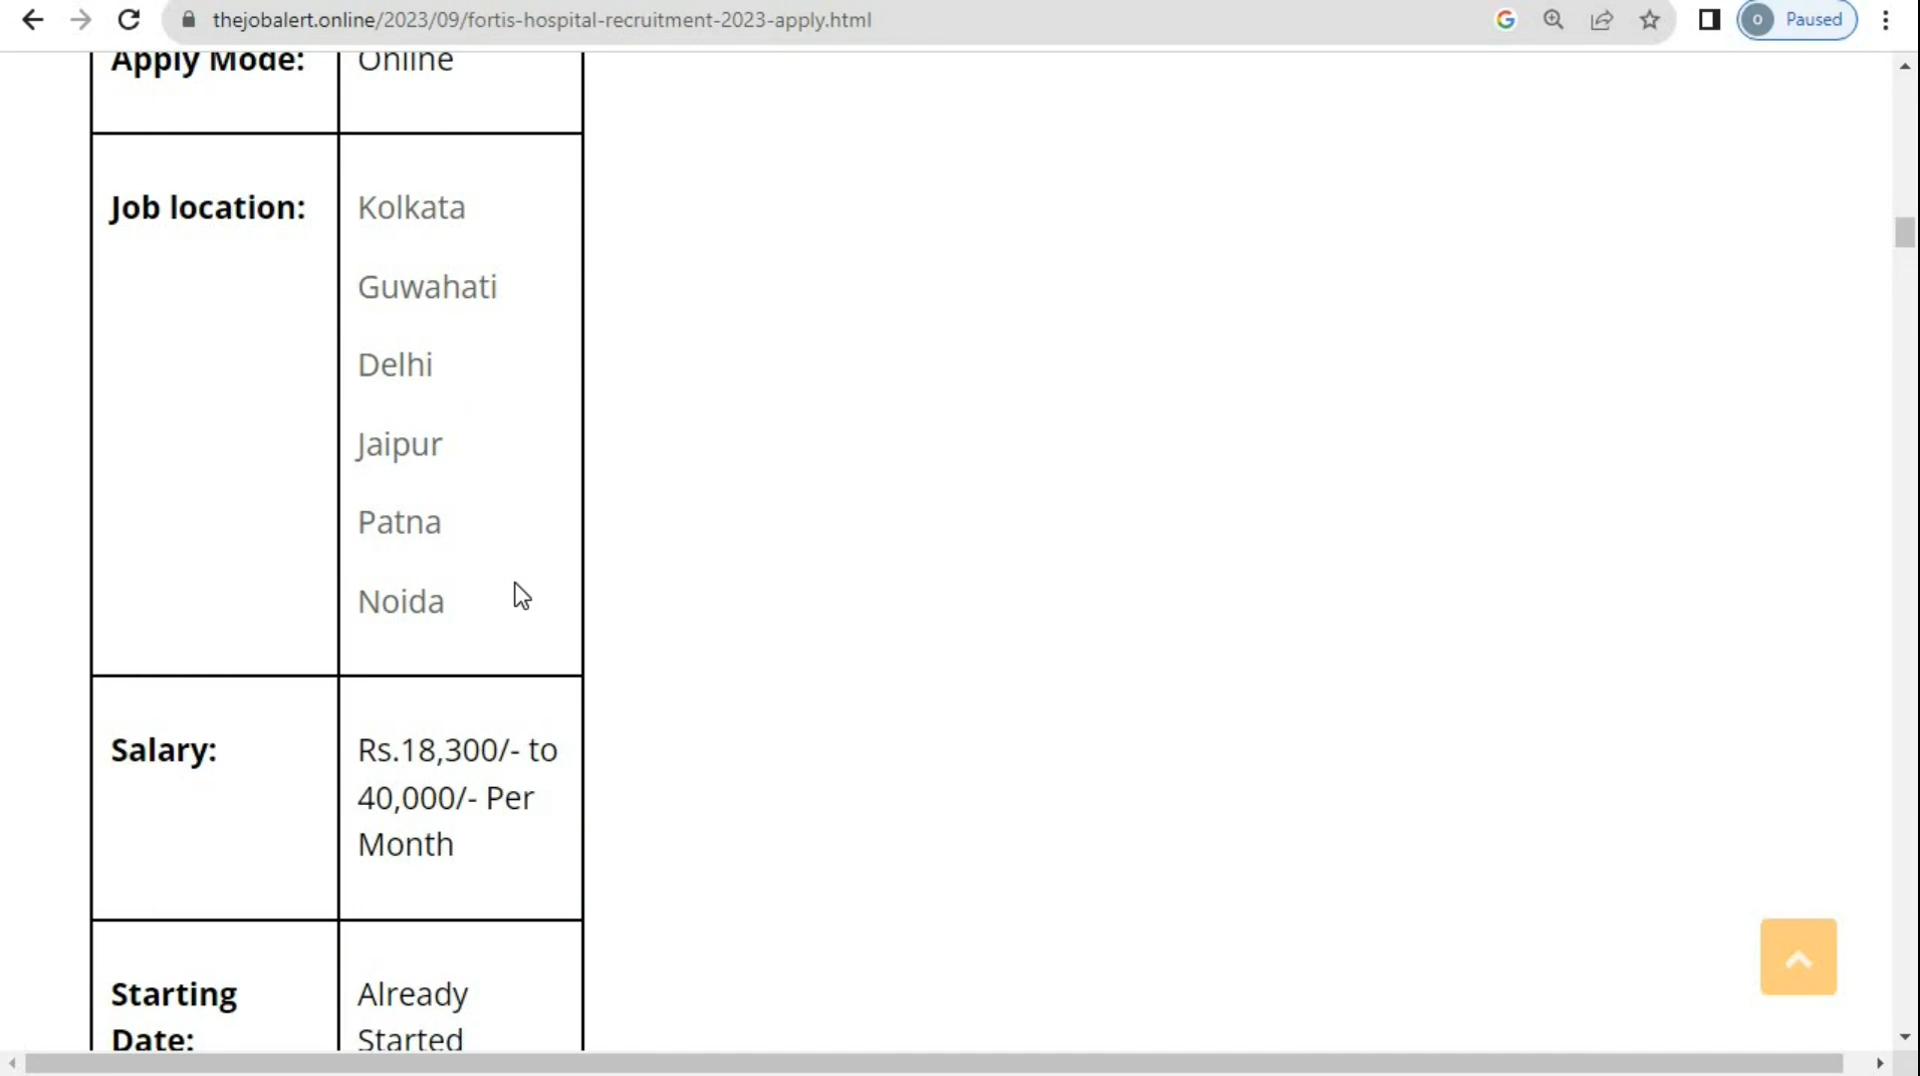 thejobalert.online/2023/09/fortis-hospital-recruitment-2023-apply.html
G
o
Paused
Apply Mode:
Online
Job location:
Kolkata
Guwahati
Delhi
Jaipur
Patna
Noida
Salary:
Rs.18,300/- to
40,000/- Per
Month
Starting
Date:
Already
Started